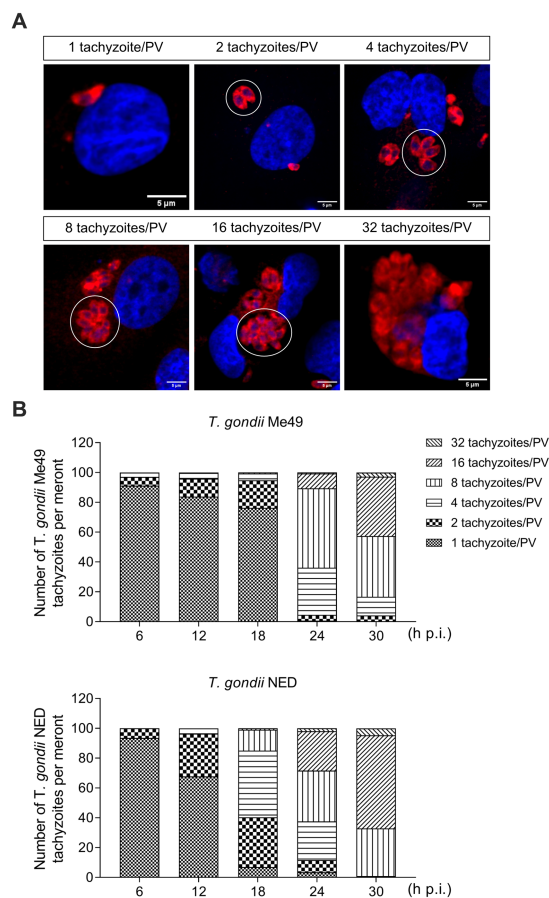 A
1 tachyzoite/PV
2 tachyzoites/PV
4 tachyzoites/PV
5 µm
5 µm
5 µm
8 tachyzoites/PV
16 tachyzoites/PV
32 tachyzoites/PV
5 µm
5 µm
5 µm
B
T. gondii Me49
Number of T. gondii Me49
tachyzoites per meront
120
100
80
60
40
20
0
6
12
18
24
30
(h p.i.)
32 tachyzoites/PV
16 tachyzoites/PV
8 tachyzoites/PV
4 tachyzoites/PV
2 tachyzoites/PV
1 tachyzoite/PV
T. gondii NED
Number of T. gondii NED
tachyzoites per meront
120
100
80
60
40
20
0
6
12
18
24
30
(h p.i.)